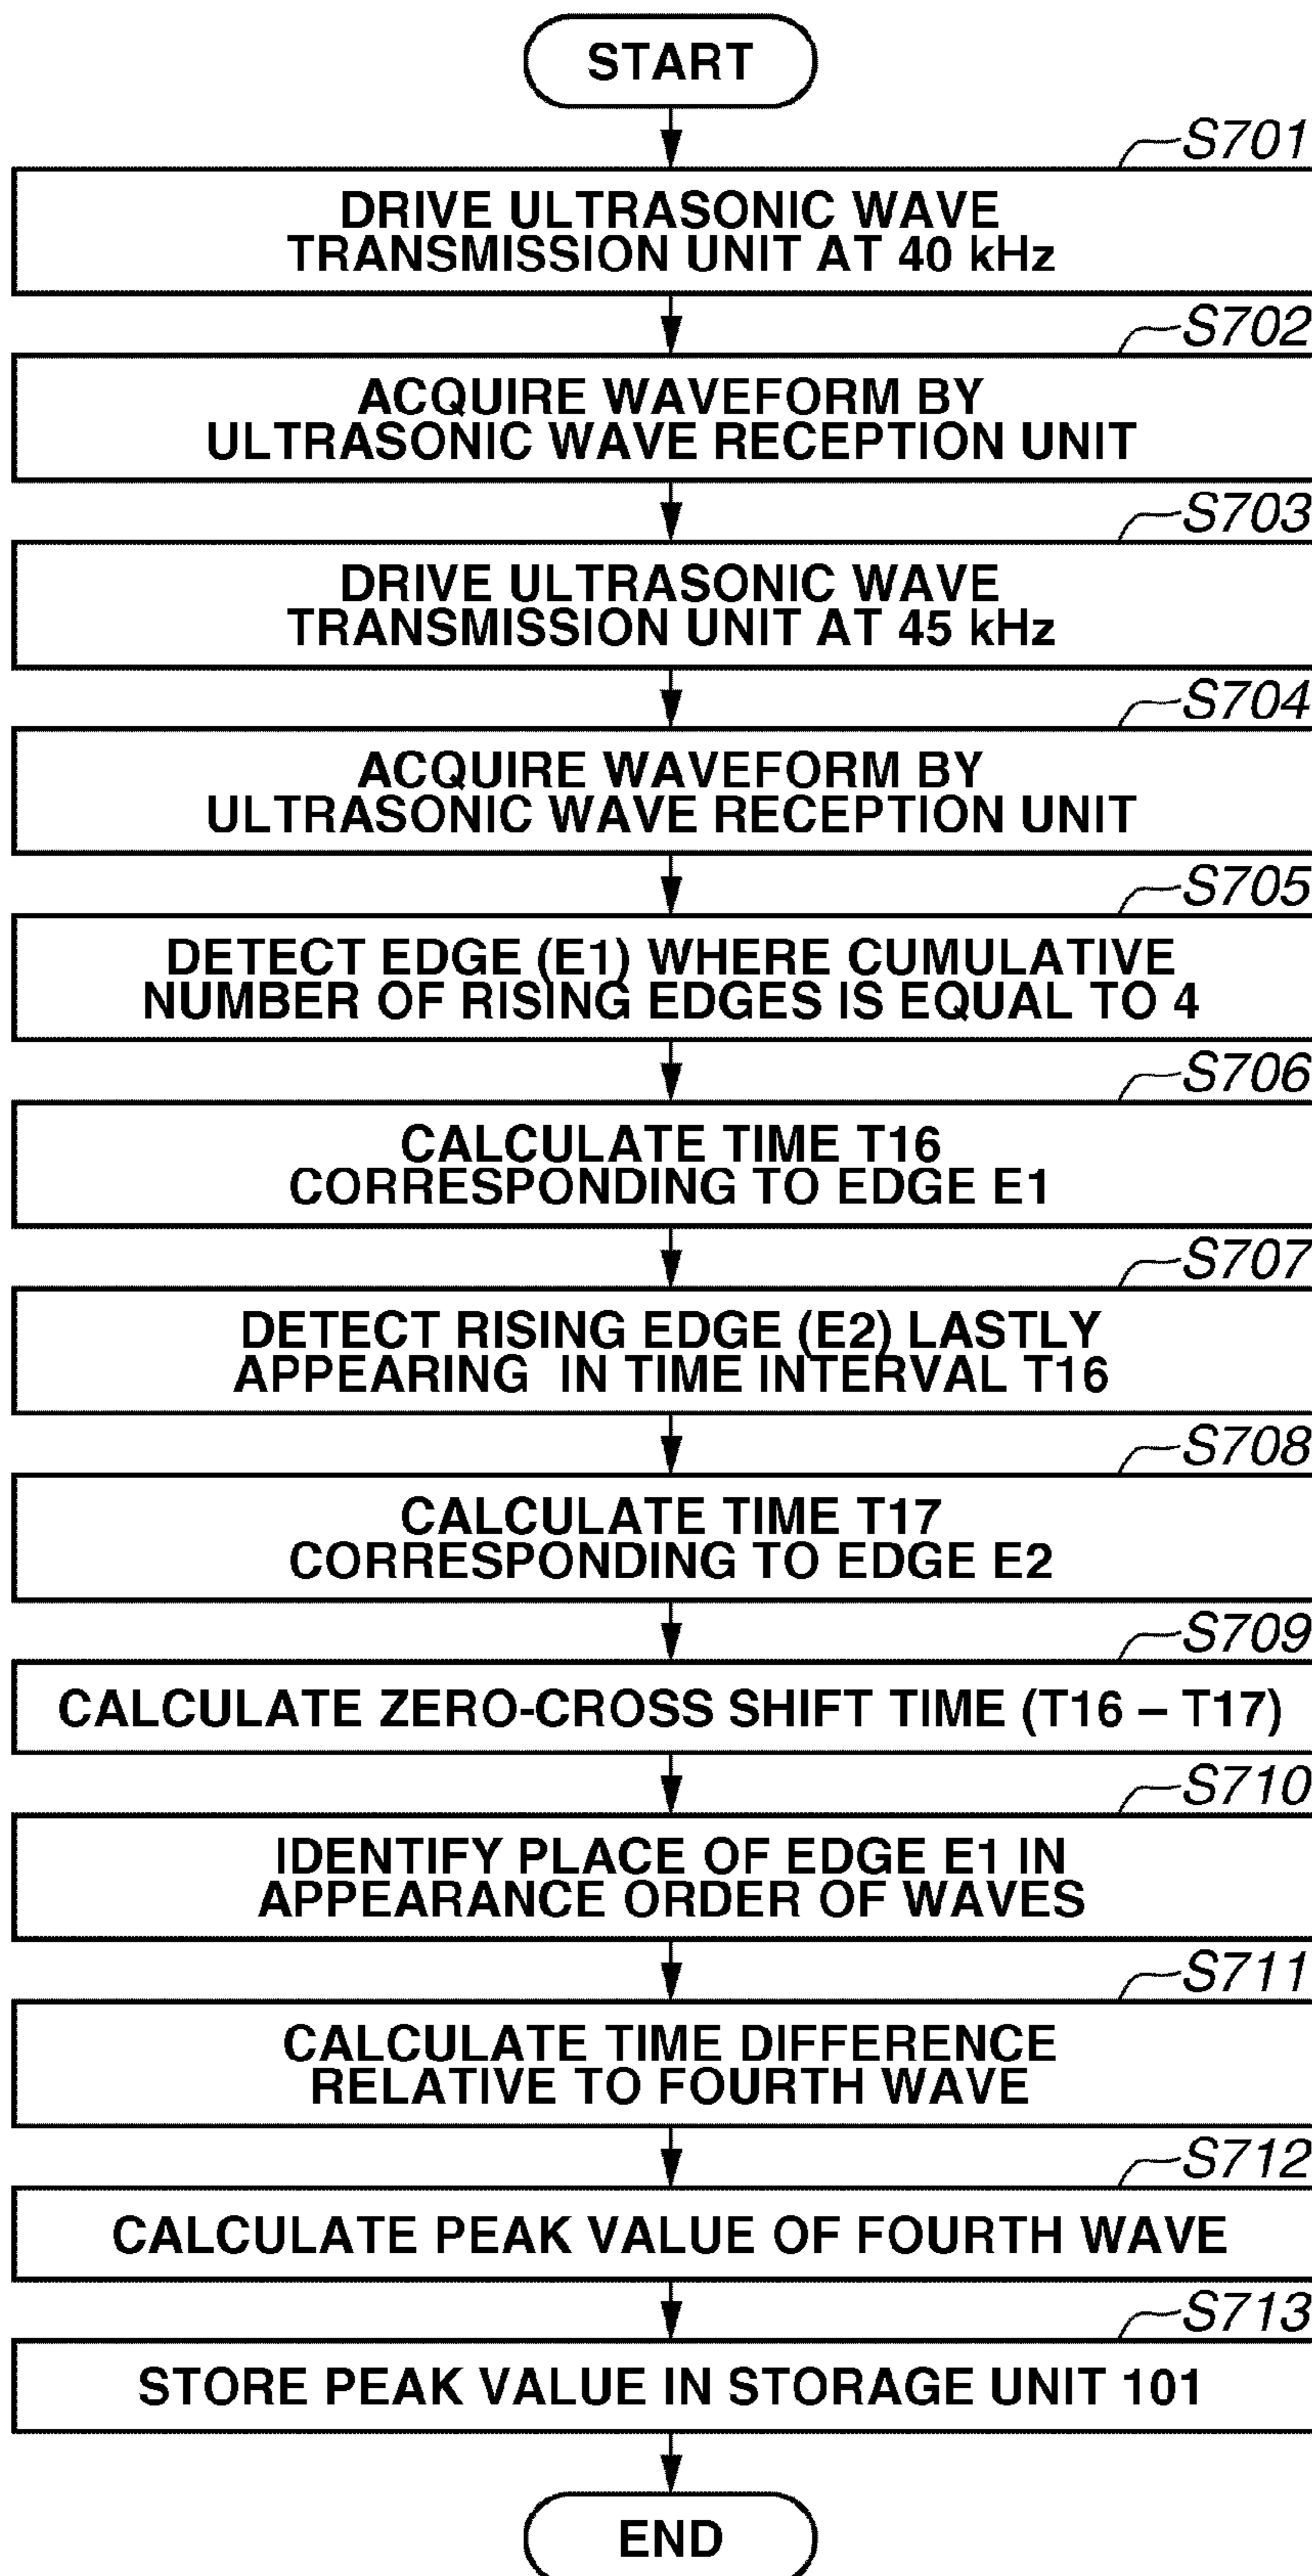 START
S701
DRIVE ULTRASONIC WAVE
TRANSMISSION UNIT AT 40 kHz
S702
ACQUIRE WAVEFORM BY
ULTRASONIC WAVE RECEPTION UNIT
S703
DRIVE ULTRASONIC WAVE
TRANSMISSION UNIT AT 45 kHz
S704
ACQUIRE WAVEFORM BY
ULTRASONIC WAVE RECEPTION UNIT
S705
DETECT EDGE (E1) WHERE CUMULATIVE
NUMBER OF RISING EDGES IS EQUAL TO 4
S706
CALCULATE TIME T16
CORRESPONDING TO EDGE E1
S707
DETECT RISING EDGE (E2) LASTLY
APPEARING IN TIME INTERVAL T16
S708
CALCULATE TIME T17
CORRESPONDING TO EDGE E2
S709
CALCULATE ZERO-CROSS SHIFT TIME (T16 – T17)
S710
IDENTIFY PLACE OF EDGE E1 IN
APPEARANCE ORDER OF WAVES
S711
CALCULATE TIME DIFFERENCE
RELATIVE TO FOURTH WAVE
S712
CALCULATE PEAK VALUE OF FOURTH WAVE
S713
STORE PEAK VALUE IN STORAGE UNIT 101
END